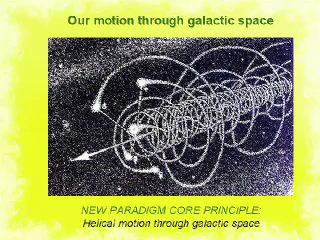 Our motion through galactic space
NEW PARADIGM CORE PRINCIPLE:
Helical motion through galactic space